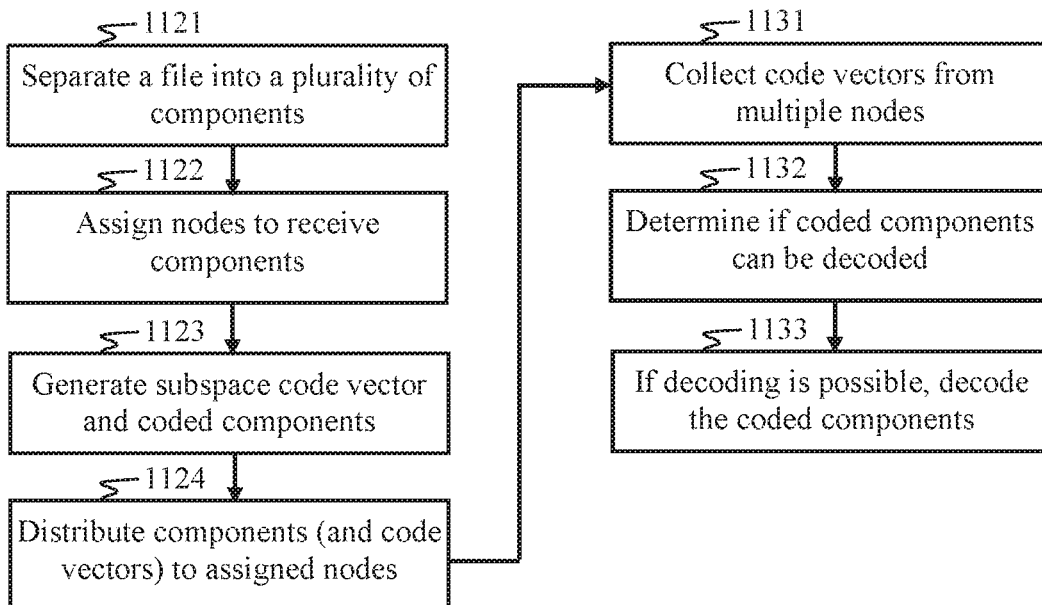 1121
Separate a file into a plurality of
components
1122
Assign nodes to receive
components
1123
Generate subspace code vector
and coded components
1124
Distribute components (and code
vectors) to assigned nodes
1131
Collect code vectors from
multiple nodes
1132
Determine if coded components
can be decoded
1133
If decoding is possible, decode
the coded components